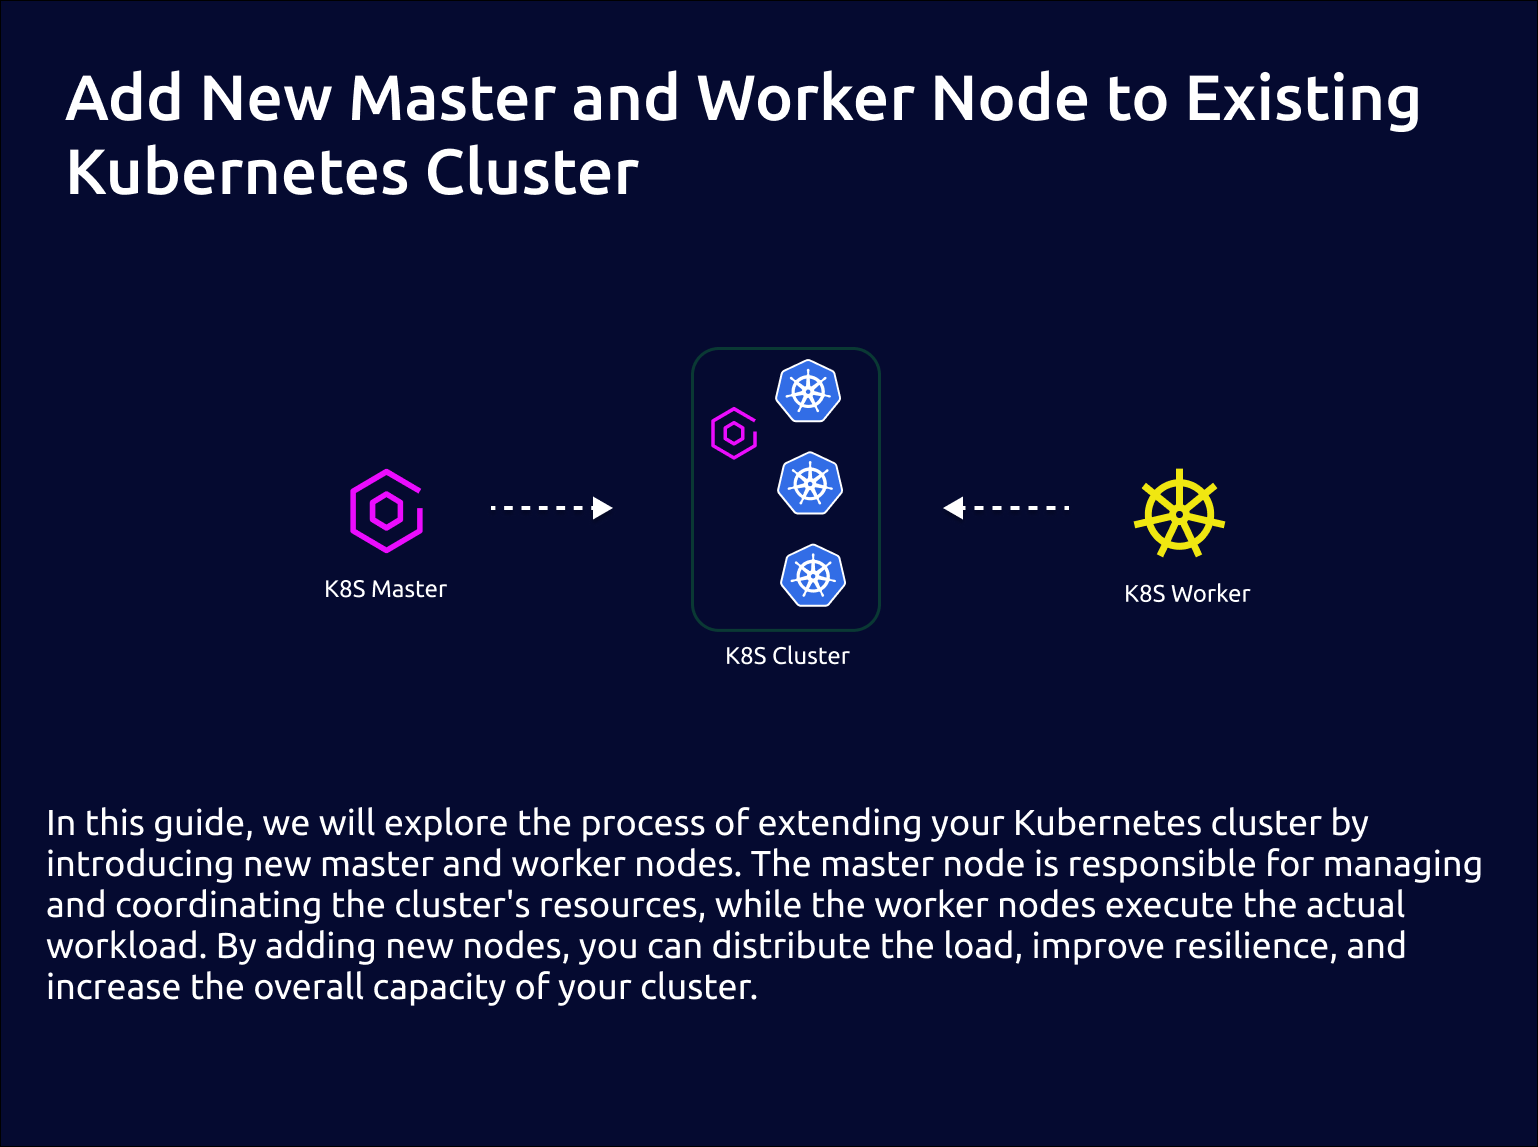 Add New Master and Worker Node to Existing
Kubernetes Cluster
K8S Master
K8S Cluster
K8S Worker
In this guide, we will explore the process of extending your Kubernetes cluster by
introducing new master and worker nodes. The master node is responsible for managing
and coordinating the cluster's resources, while the worker nodes execute the actual
workload. By adding new nodes, you can distribute the load, improve resilience, and
increase the overall capacity of your cluster.